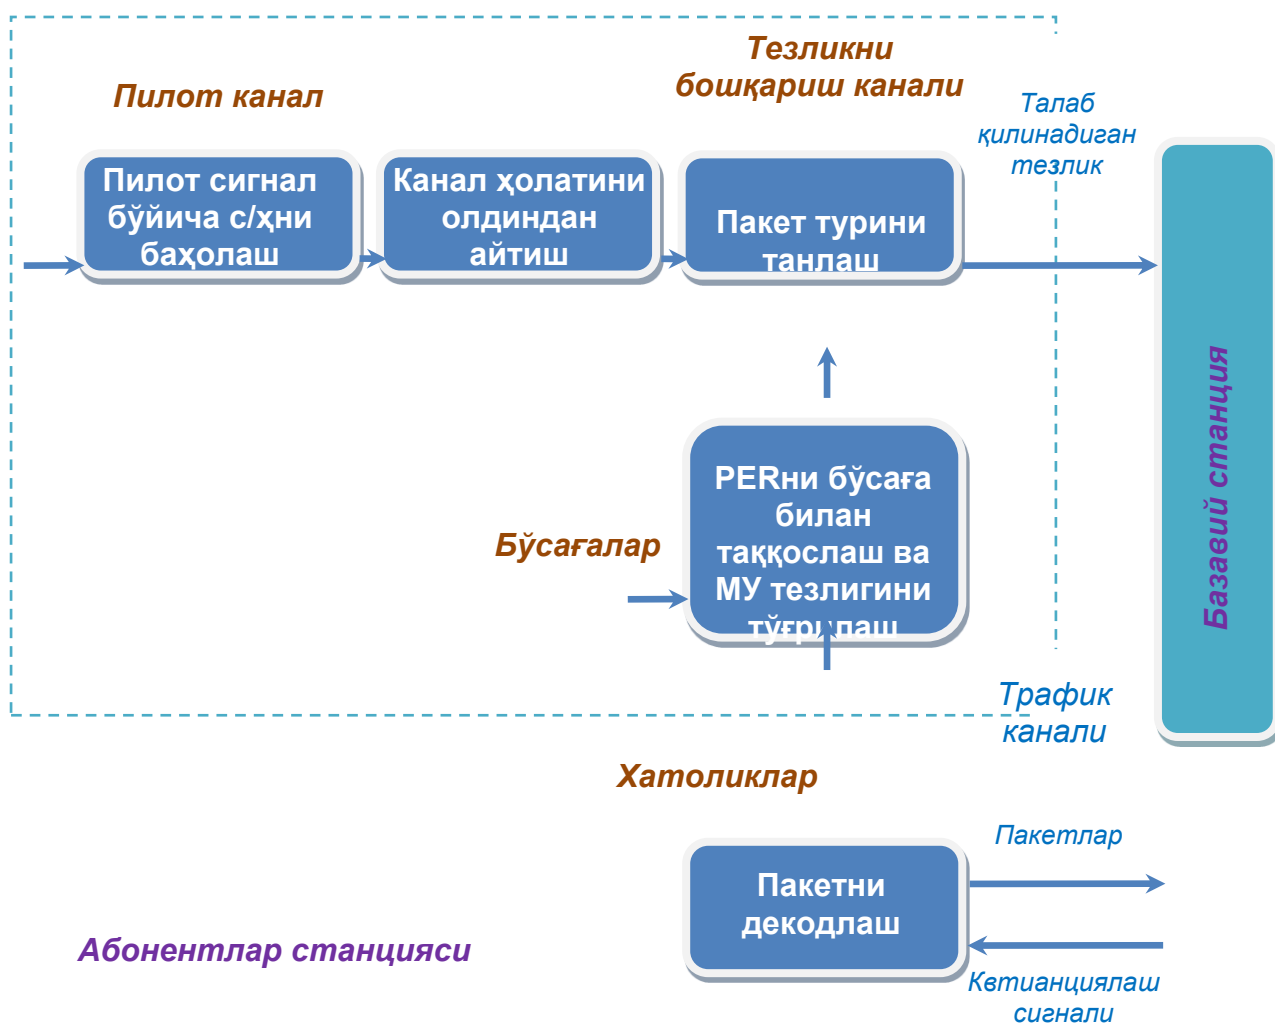 Пилот канал
Тезликни
бошқариш канали
Талаб
қилинадиган
тезлик
Пилот сигнал
бўйича с/ҳни
баҳолаш
Канал ҳолатини
олдиндан
айтиш
Пакет турини
танлаш
Базавий станция
Бўсағалар
PERни бўсаға
билан
таққослаш ва
МУ тезлигини
тўғрилаш
Трафик
канали
Хатоликлар
Пакетлар
Пакетни
декодлаш
Абонентлар станцияси
Квтианциялаш
сигнали